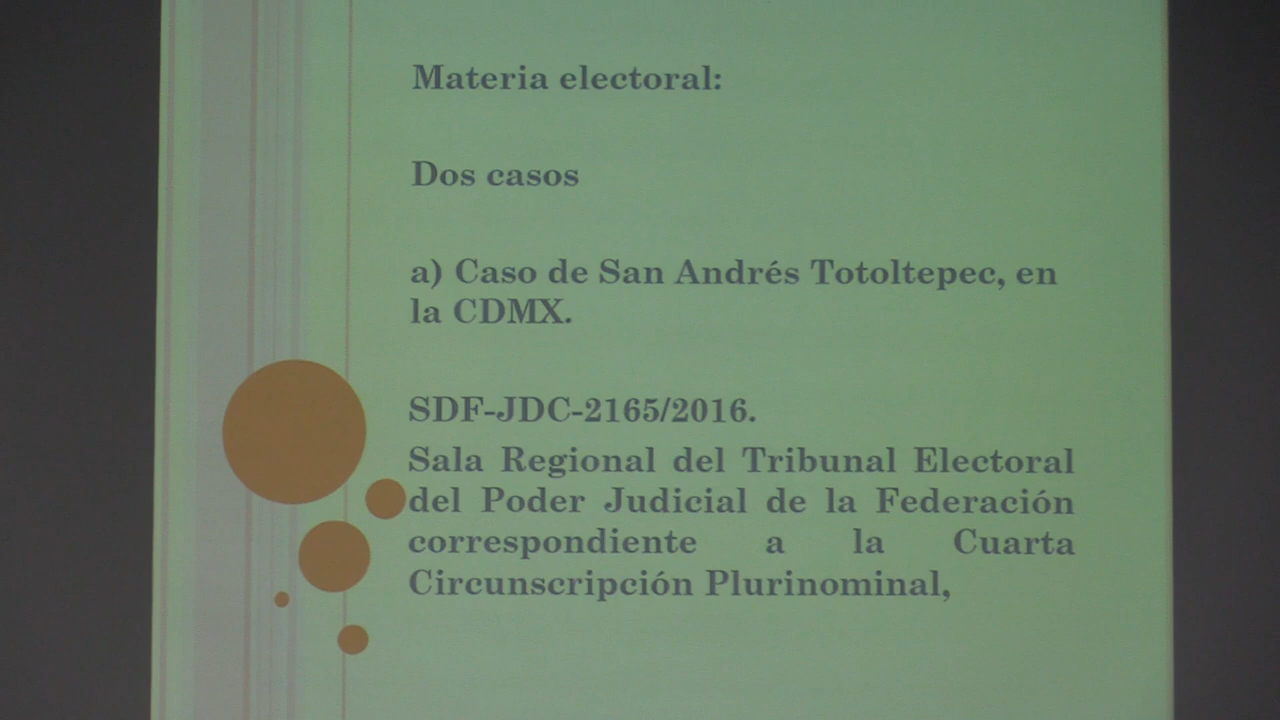 Materia electoral:
Dos casos
a) Caso de San Andrés Totoltepec, en
la CDMX.
SDF-JDC-2165/2016.
Sala Regional del Tribunal Electoral
del Poder Judicial de la Federación
correspondiente a la Cuarta
Circunscripción Plurinominal,